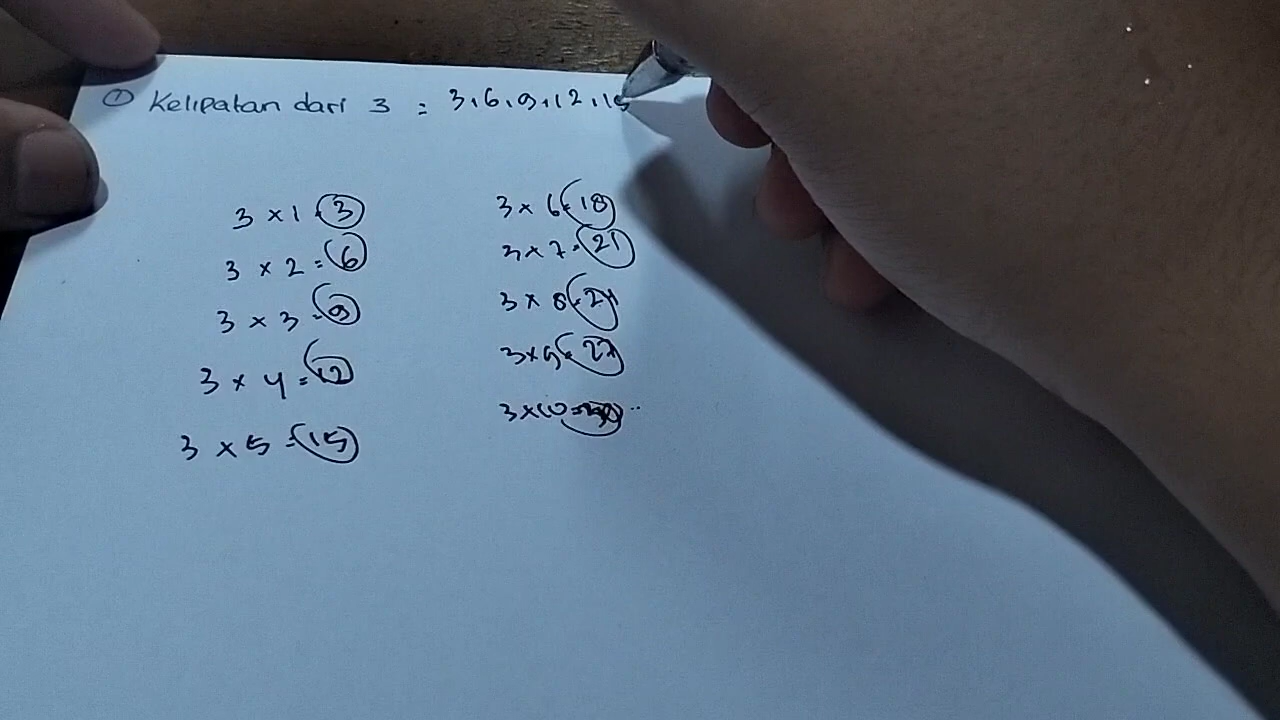 ① Kelipatan dari 3 = 3, 6, 9, 12, 15
3 × 1 = 3
3 × 2 = 6
3 × 3 = 9
3 × 4 = 12
3 × 5 = 15
3 × 6 = 18
3 × 7 = 21
3 × 8 = 24
3 × 9 = 27
3 × 10 =